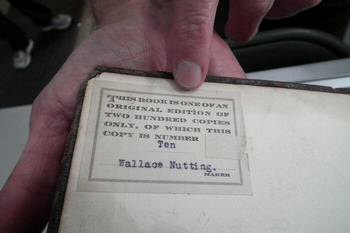 THIS BOOK IS ONE OF AN
ORIGINAL EDITION OF
TWO HUNDRED COPIES
ONLY, OF WHICH THIS
COPY IS NUMBER
Ten
Wallace Nutting.
MAKER